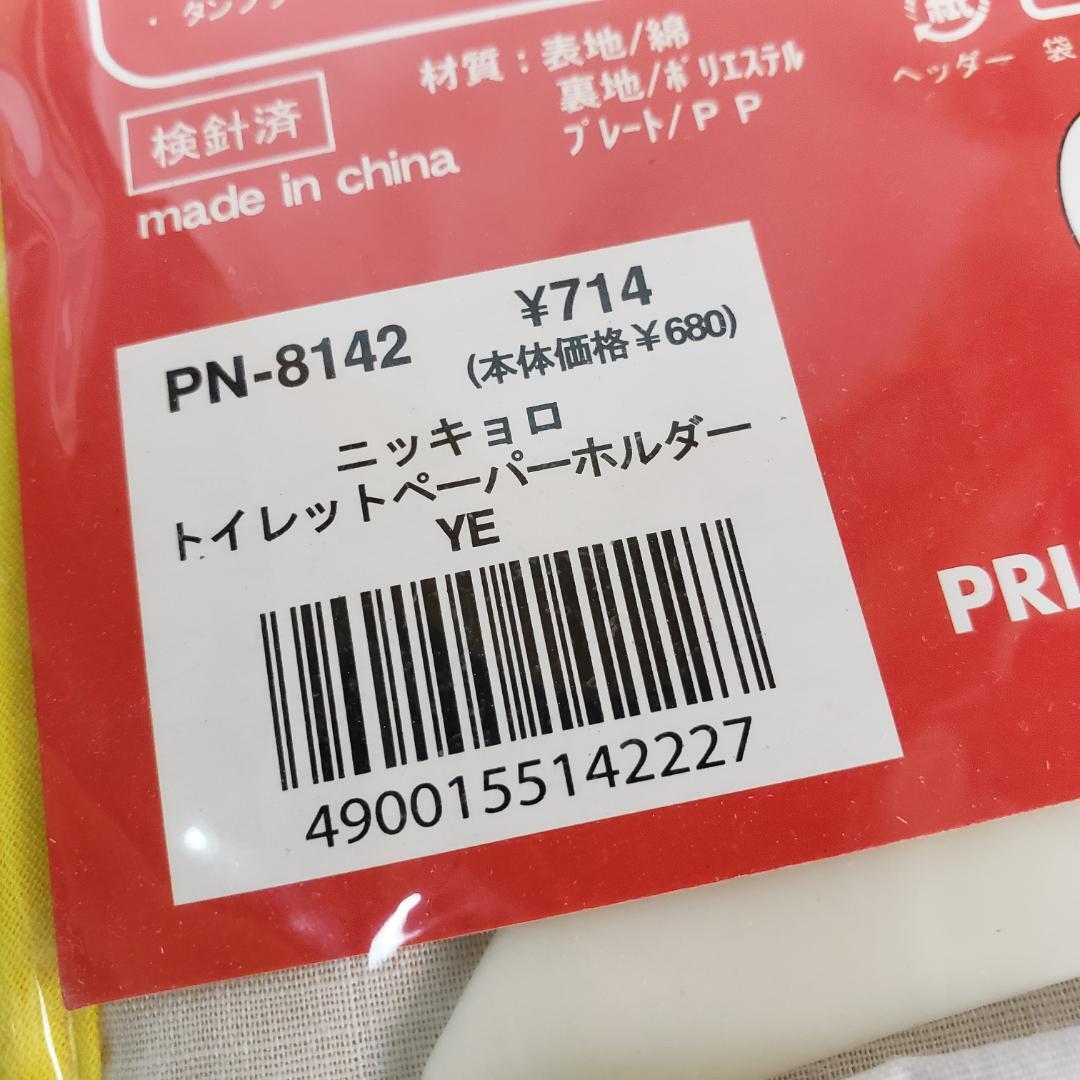 材質：表地/綿
裏地/ポリエステル
プレート/ＰＰ
紙
ヘッダー
袋
検針済
made in china
PN-8142
¥714
(本体価格￥680)
ニッキョロ
トイレットペーパーホルダー
YE
4900155142227
PRI